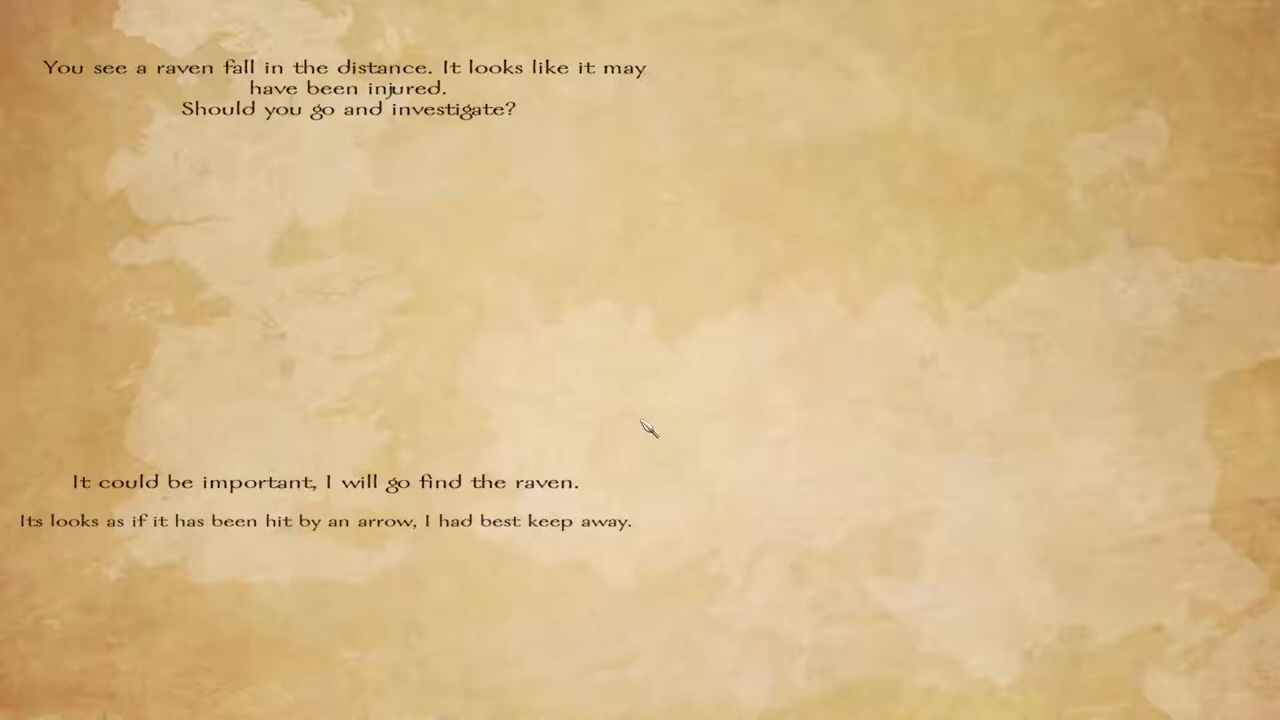 You see a raven fall in the distance. It looks like it may
have been injured.
Should you go and investigate?
It could be important, I will go find the raven.
Its looks as if it has been hit by an arrow, I had best keep away.